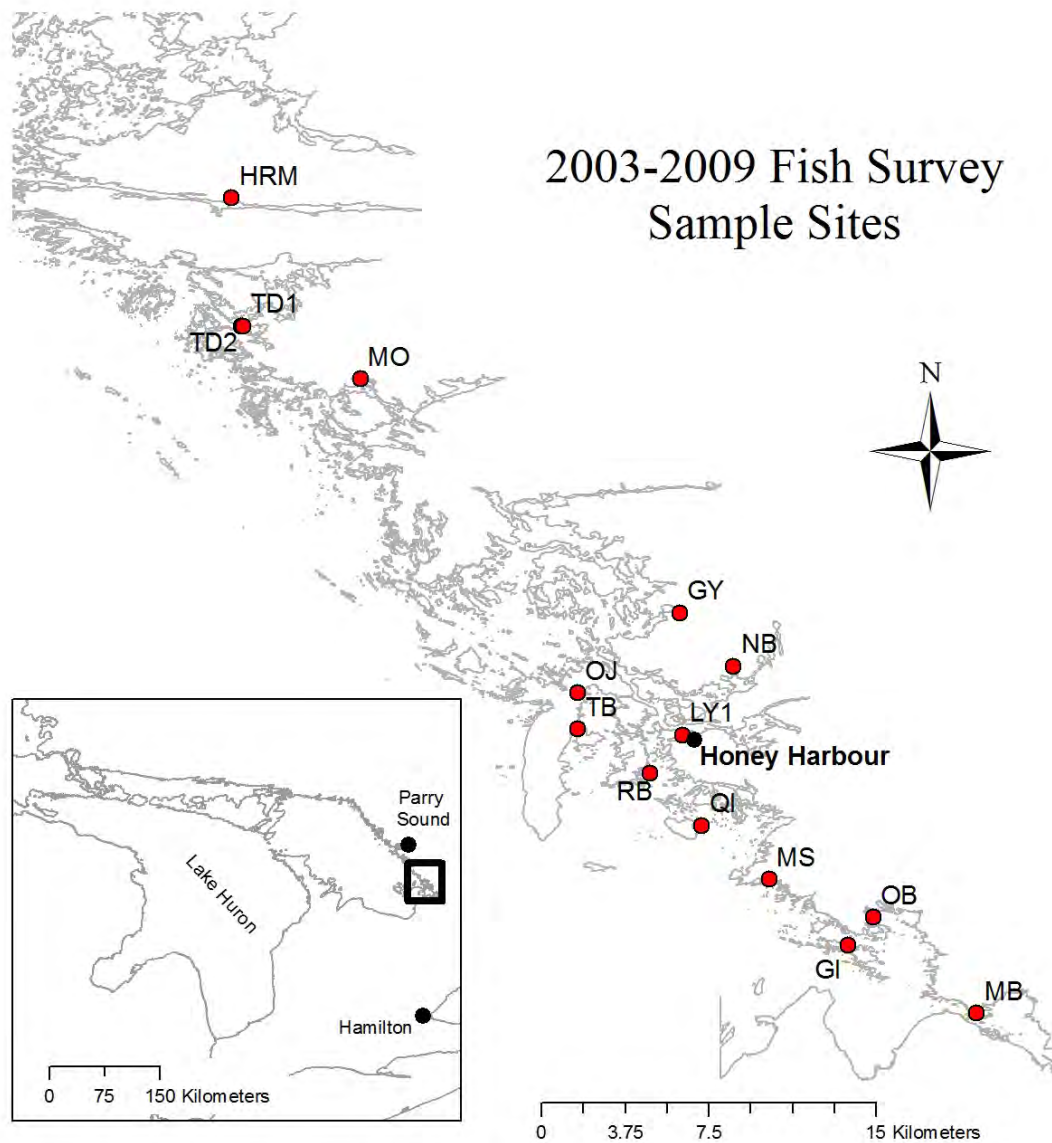 2003-2009 Fish Survey
Sample Sites
HRM
TD1
TD2
MO
N
GY
NB
OJ
TB
LY1
Honey Harbour
RB
QI
MS
OB
GI
MB
Parry
Sound
Lake Huron
Hamilton
0 75 150 Kilometers
0 3.75 7.5 15 Kilometers